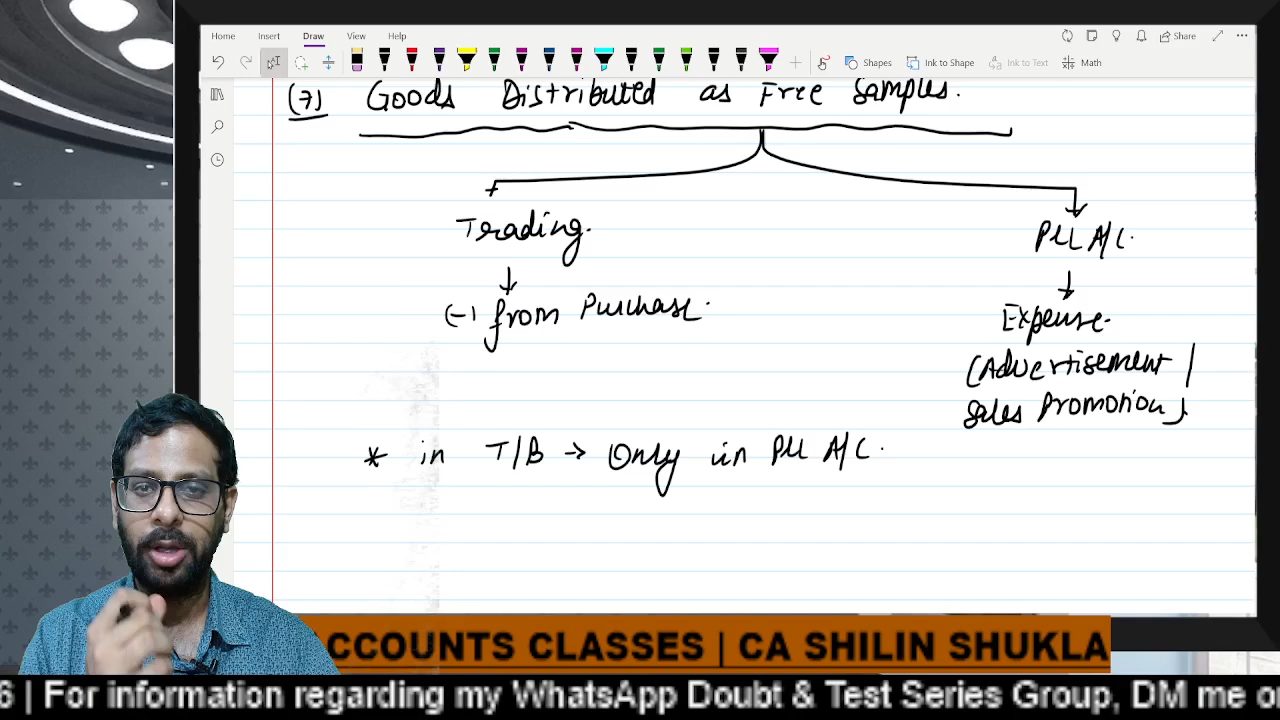 Home Insert Draw View Help Share
Shapes Ink to Shape Ink to Text Math
(7) Goods Distributed as Free Samples.
Trading. P&L A/C.
(-) from Purchase. Expense.
(Advertisement /
Sales Promotion)
* in T/B → Only in P&L A/C.
CCOUNTS CLASSES | CA SHILIN SHUKLA
6 | For information regarding my WhatsApp Doubt & Test Series Group, DM me o